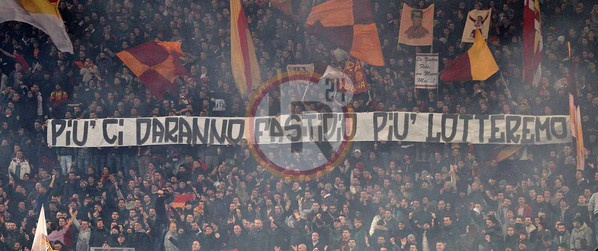 PIU' CI DARANNO FASTIDIO PIU' LOTTEREMO
R